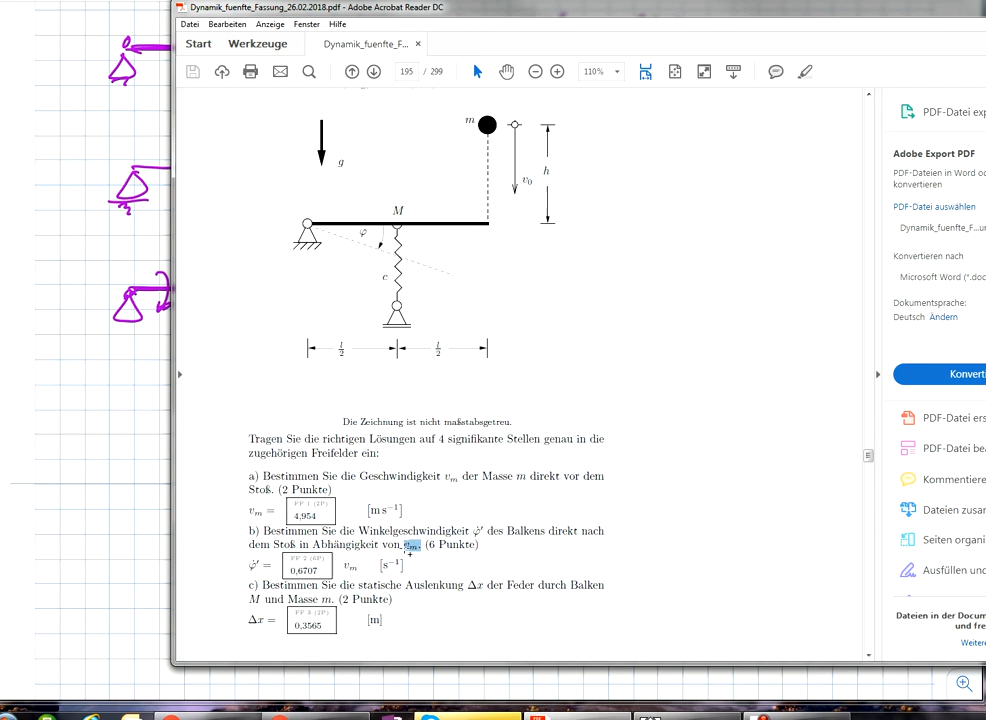 Dynamik_fuenfte_Fassung_26.02.2018.pdf - Adobe Acrobat Reader DC
Datei Bearbeiten Anzeige Fenster Hilfe
Start Werkzeuge Dynamik_fuenfte_F... ×
195 / 299 110%
m
g
v₀
h
M
φ
c
l/2 l/2
Die Zeichnung ist nicht maßstabsgetreu.
Tragen Sie die richtigen Lösungen auf 4 signifikante Stellen genau in die
zugehörigen Freifelder ein:
a) Bestimmen Sie die Geschwindigkeit vₘ der Masse m direkt vor dem
Stoß. (2 Punkte)
FF 1 (2P)
vₘ = 4,954 [m s⁻¹]
b) Bestimmen Sie die Winkelgeschwindigkeit φ̇′ des Balkens direkt nach
dem Stoß in Abhängigkeit von vₘ. (6 Punkte)
FF 2 (6P)
φ̇′ = 0,6707 vₘ [s⁻¹]
c) Bestimmen Sie die statische Auslenkung Δx der Feder durch Balken
M und Masse m. (2 Punkte)
FF 3 (2P)
Δx = 0,3565 [m]
PDF-Datei exp
Adobe Export PDF
PDF-Dateien in Word od
konvertieren
PDF-Datei auswählen
Dynamik_fuenfte_F...un
Konvertieren nach
Microsoft Word (*.doc
Dokumentsprache:
Deutsch Ändern
Konverti
PDF-Datei ers
PDF-Datei bea
Kommentiere
Dateien zusar
Seiten organi
Ausfüllen und
Dateien in der Docum
und fre
Weitere